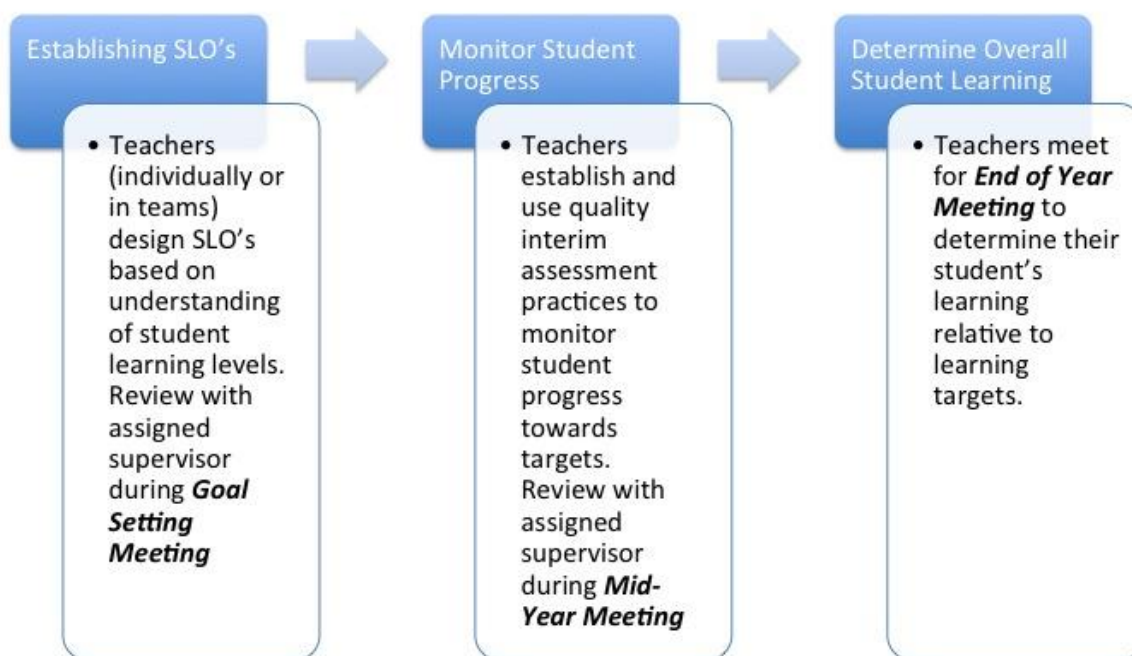 Establishing SLO’s
• Teachers
(individually or
in teams)
design SLO’s
based on
understanding
of student
learning levels.
Review with
assigned
supervisor
during Goal
Setting
Meeting
Monitor Student
Progress
• Teachers
establish and
use quality
interim
assessment
practices to
monitor
student
progress
towards
targets.
Review with
assigned
supervisor
during Mid-
Year Meeting
Determine Overall
Student Learning
• Teachers meet
for End of Year
Meeting to
determine their
student’s
learning
relative to
learning
targets.